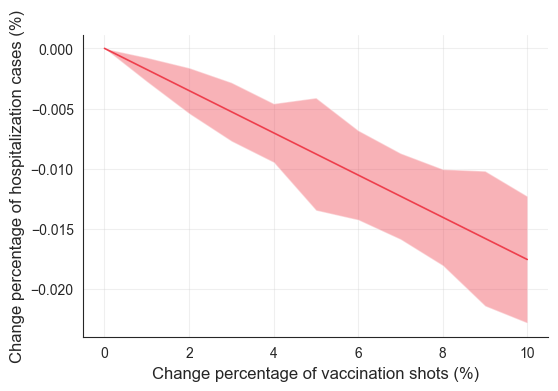 Change percentage of hospitalization cases (%)
0.000
−0.005
−0.010
−0.015
−0.020
0 2 4 6 8 10
Change percentage of vaccination shots (%)